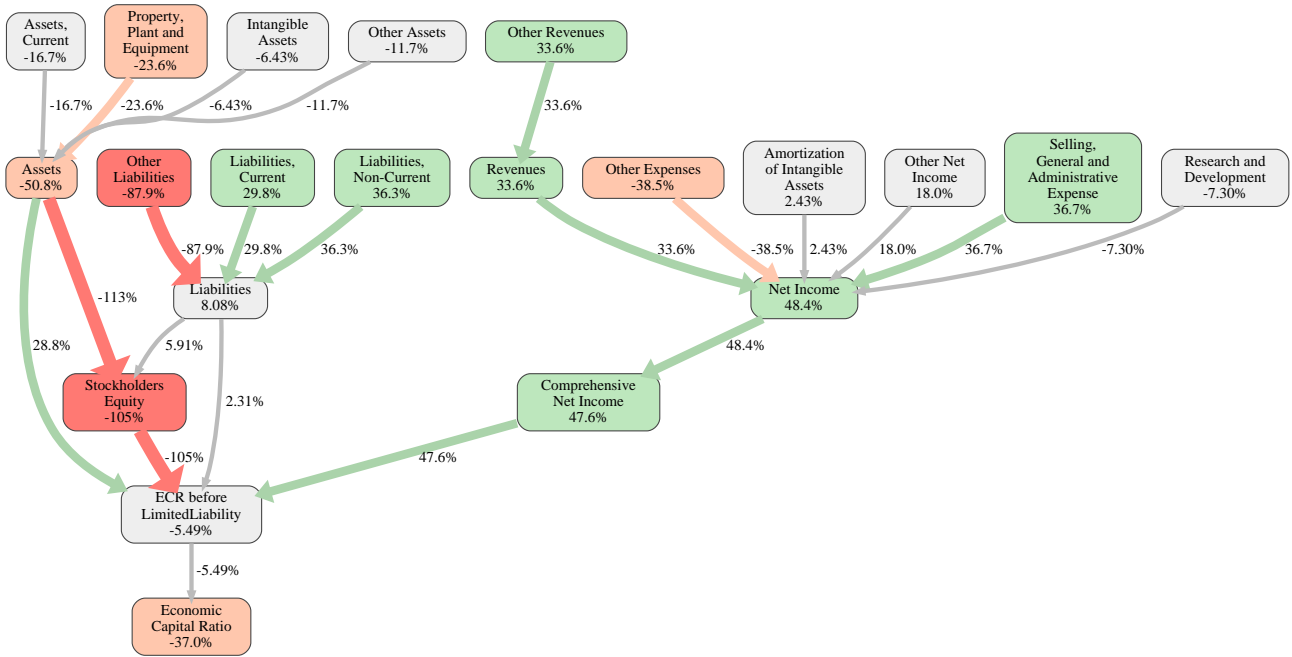 Assets,
Current
-16.7%
Property,
Plant and
Equipment
-23.6%
Intangible
Assets
-6.43%
Other Assets
-11.7%
Other Revenues
33.6%
-16.7%
-23.6%
-6.43%
-11.7%
33.6%
Assets
-50.8%
Other
Liabilities
-87.9%
Liabilities,
Current
29.8%
Liabilities,
Non-Current
36.3%
Revenues
33.6%
Other Expenses
-38.5%
Amortization
of Intangible
Assets
2.43%
Other Net
Income
18.0%
Selling,
General and
Administrative
Expense
36.7%
Research and
Development
-7.30%
-87.9%
29.8%
36.3%
33.6%
-38.5%
2.43%
18.0%
36.7%
-7.30%
-113%
Liabilities
8.08%
Net Income
48.4%
28.8%
5.91%
48.4%
Stockholders
Equity
-105%
2.31%
Comprehensive
Net Income
47.6%
-105%
47.6%
ECR before
LimitedLiability
-5.49%
-5.49%
Economic
Capital Ratio
-37.0%